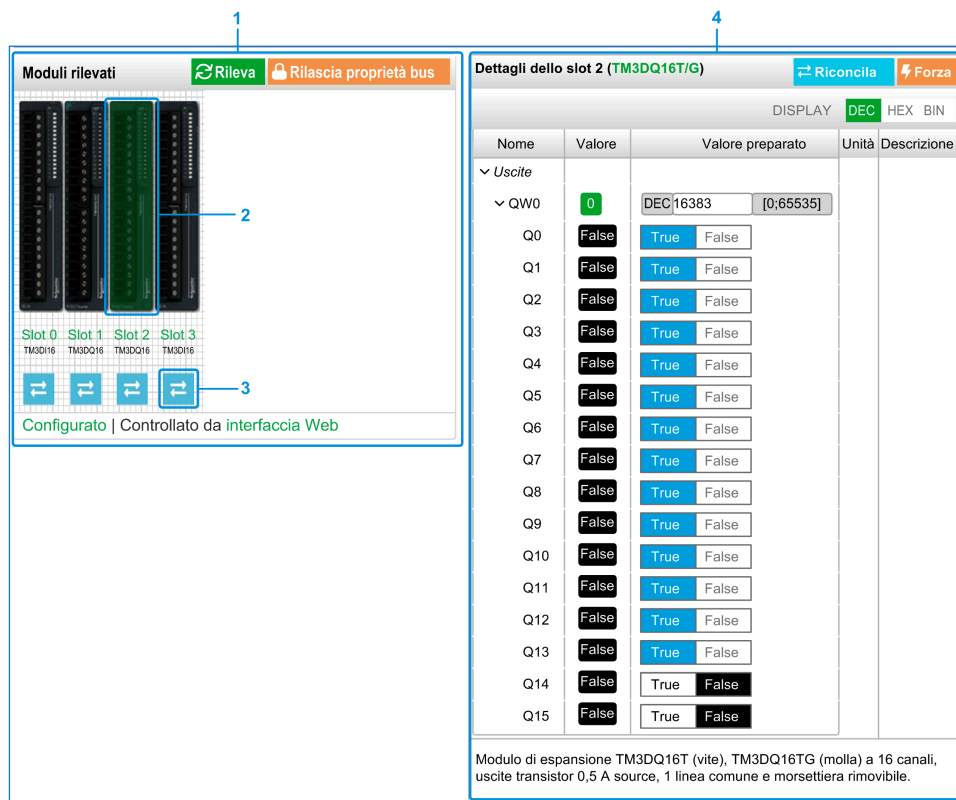 1
4
Moduli rilevati
Rileva
Rilascia proprietà bus
2
Slot 0 Slot 1 Slot 2 Slot 3
TM3DI16 TM3DQ16 TM3DQ16 TM3DI16
3
Configurato | Controllato da interfaccia Web
Dettagli dello slot 2 (TM3DQ16T/G)
Riconcila
Forza
DISPLAY DEC HEX BIN
Nome Valore Valore preparato Unità Descrizione
Uscite
QW0 0 DEC 16383 [0;65535]
Q0 False True False
Q1 False True False
Q2 False True False
Q3 False True False
Q4 False True False
Q5 False True False
Q6 False True False
Q7 False True False
Q8 False True False
Q9 False True False
Q10 False True False
Q11 False True False
Q12 False True False
Q13 False True False
Q14 False True False
Q15 False True False
Modulo di espansione TM3DQ16T (vite), TM3DQ16TG (molla) a 16 canali,
uscite transistor 0,5 A source, 1 linea comune e morsettiera rimovibile.